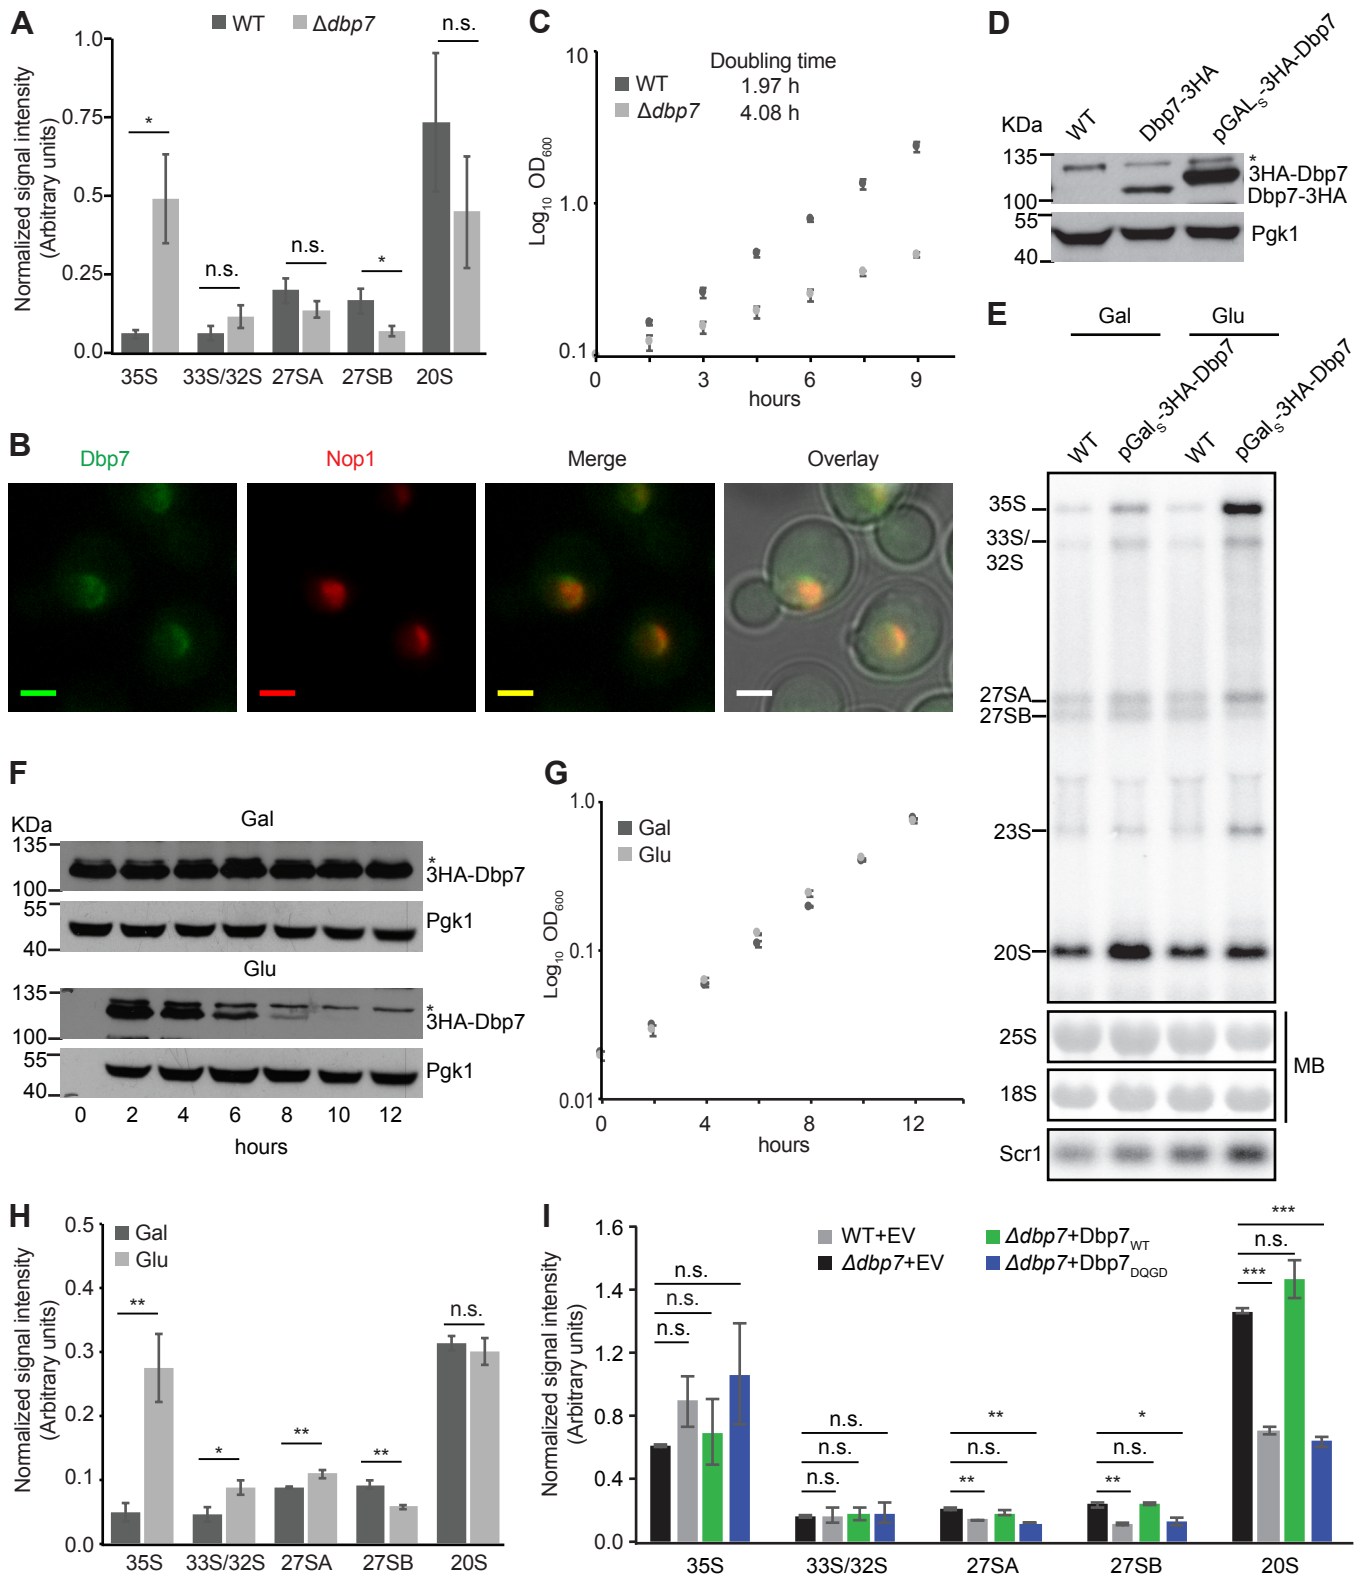 A
WT
Δdbp7
Normalized signal intensity
(Arbitrary units)
1.0
0.75
0.5
0.25
0.0
*
n.s.
n.s.
*
n.s.
35S
33S/32S
27SA
27SB
20S
C
Log10 OD600
10
1.0
0.1
Doubling time
WT
1.97 h
Δdbp7
4.08 h
0
3
6
9
hours
D
KDa
WT
Dbp7-3HA
pGALS-3HA-Dbp7
135
100
*
3HA-Dbp7
Dbp7-3HA
55
40
Pgk1
B
Dbp7
Nop1
Merge
Overlay
E
Gal
Glu
WT
pGalS-3HA-Dbp7
WT
pGalS-3HA-Dbp7
35S
33S/
32S
27SA
27SB
23S
20S
25S
18S
MB
Scr1
F
Gal
KDa
135
100
*
3HA-Dbp7
55
40
Pgk1
Glu
135
100
*
3HA-Dbp7
55
40
Pgk1
0
2
4
6
8
10
12
hours
G
Log10 OD600
1.0
0.1
0.01
Gal
Glu
0
4
8
12
hours
H
Normalized signal intensity
(Arbitrary units)
0.5
0.4
0.3
0.2
0.1
0.0
Gal
Glu
**
*
**
**
n.s.
35S
33S/32S
27SA
27SB
20S
I
Normalized signal intensity
(Arbitrary units)
1.6
1.4
1.2
0.8
0.4
0.0
WT+EV
Δdbp7+EV
Δdbp7+Dbp7WT
Δdbp7+Dbp7DQGD
n.s.
n.s.
n.s.
n.s.
n.s.
n.s.
**
n.s.
**
*
n.s.
**
***
n.s.
***
35S
33S/32S
27SA
27SB
20S